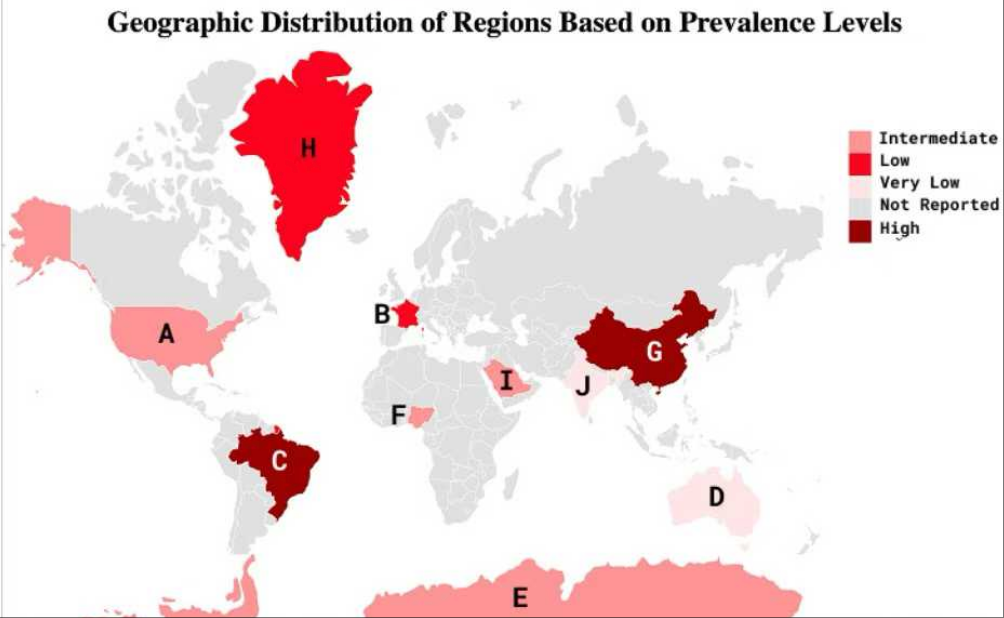 Geographic Distribution of Regions Based on Prevalence Levels
H
Intermediate
Low
Very Low
Not Reported
High
B
A
G
I
J
F
C
D
E